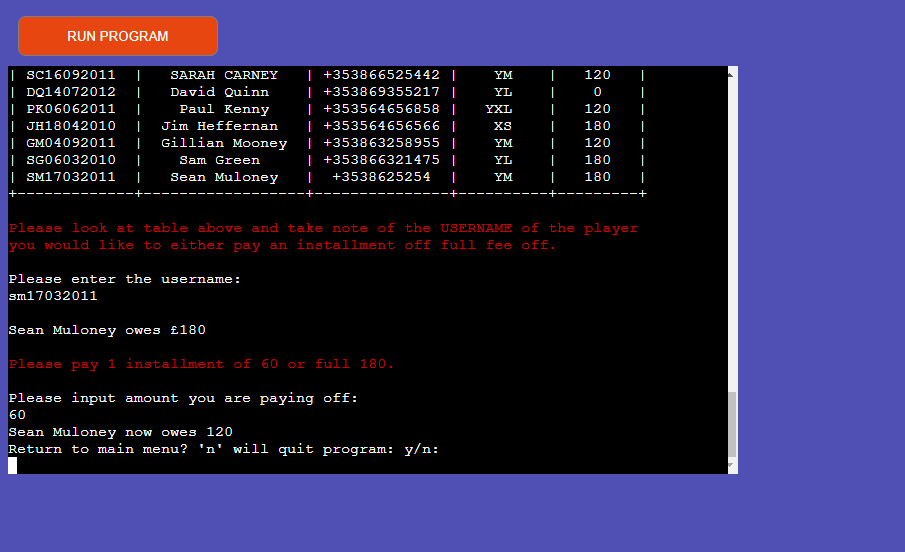 RUN PROGRAM
| SC16092011 | SARAH CARNEY | +353866525442 | YM | 120 |
| DQ14072012 | David Quinn | +353869355217 | YL | 0 |
| PK06062011 | Paul Kenny | +353564656858 | YXL | 120 |
| JH18042010 | Jim Heffernan | +353564656566 | XS | 180 |
| GM04092011 | Gillian Mooney | +353863258955 | YM | 120 |
| SG06032010 | Sam Green | +353866321475 | YL | 180 |
| SM17032011 | Sean Muloney | +3538625254 | YM | 180 |
+-------------+------------------+---------------+----------+---------+
Please look at table above and take note of the USERNAME of the player
you would like to either pay an installment off full fee off.
Please enter the username:
sm17032011
Sean Muloney owes £180
Please pay 1 installment of 60 or full 180.
Please input amount you are paying off:
60
Sean Muloney now owes 120
Return to main menu? 'n' will quit program: y/n: